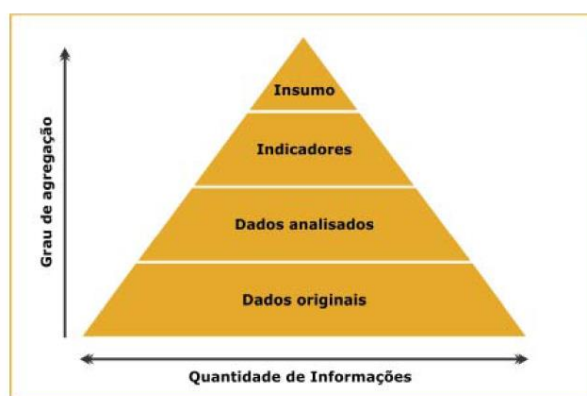 Insumo
Indicadores
Dados analisados
Dados originais
Grau de agregação
Quantidade de Informações